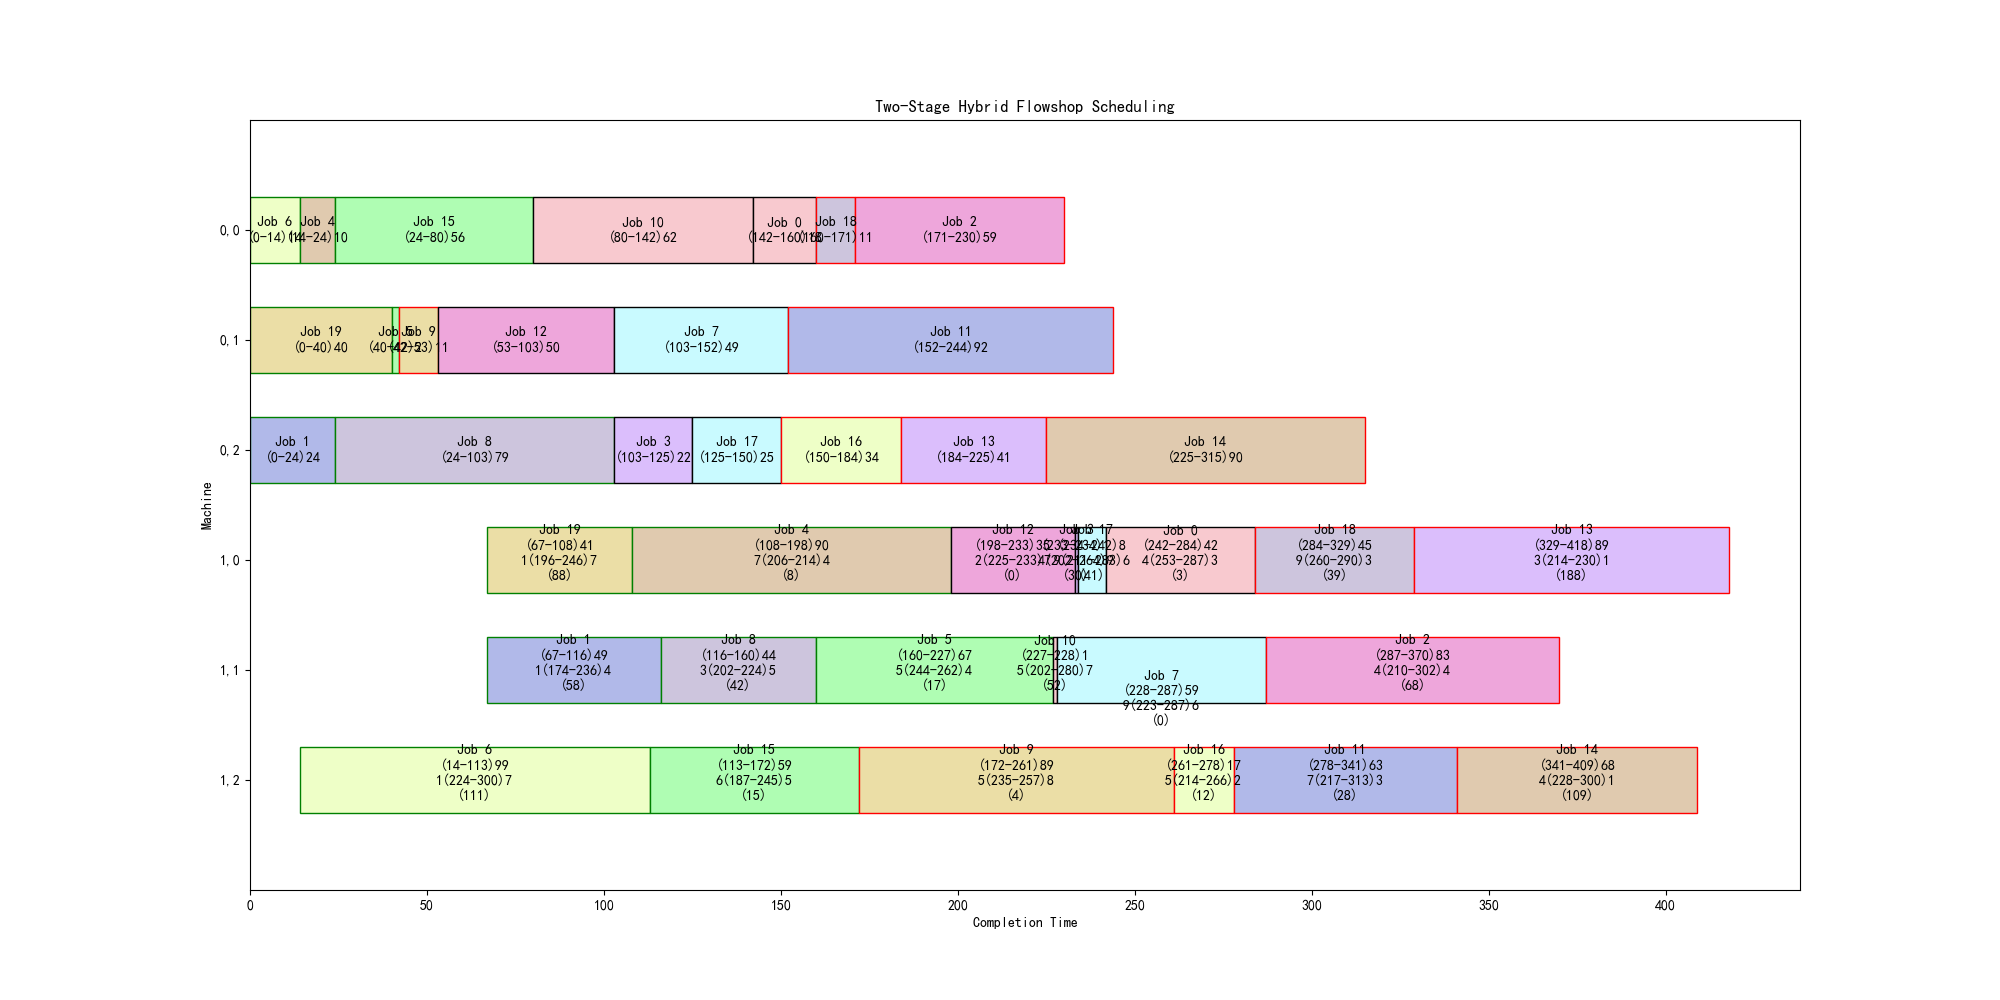 Two-Stage Hybrid Flowshop Scheduling
0,0
Job 6
(0-14)14
Job 4
(14-24)10
Job 15
(24-80)56
Job 10
(80-142)62
Job 0
(142-160)18
Job 18
(160-171)11
Job 2
(171-230)59
0,1
Job 19
(0-40)40
Job 5
(40-42)2
Job 9
(42-53)11
Job 12
(53-103)50
Job 7
(103-152)49
Job 11
(152-244)92
0,2
Job 1
(0-24)24
Job 8
(24-103)79
Job 3
(103-125)22
Job 17
(125-150)25
Job 16
(150-184)34
Job 13
(184-225)41
Job 14
(225-315)90
Machine
1,0
Job 19
(67-108)41
1(196-246)7
(88)
Job 4
(108-198)90
7(206-214)4
(8)
Job 12
(198-233)35
2(225-233)
(0)
Job 3
(30)
Job 17
(234-242)8
(41)
Job 0
(242-284)42
4(253-287)3
(3)
Job 18
(284-329)45
9(260-290)3
(39)
Job 13
(329-418)89
3(214-230)1
(188)
1,1
Job 1
(67-116)49
1(174-236)4
(58)
Job 8
(116-160)44
3(202-224)5
(42)
Job 5
(160-227)67
5(244-262)4
(17)
Job 10
(227-228)1
5(202-280)7
(52)
Job 7
(228-287)59
9(223-287)6
(0)
Job 2
(287-370)83
4(210-302)4
(68)
1,2
Job 6
(14-113)99
1(224-300)7
(111)
Job 15
(113-172)59
6(187-245)5
(15)
Job 9
(172-261)89
5(235-257)8
(4)
Job 16
(261-278)17
5(214-266)2
(12)
Job 11
(278-341)63
7(217-313)3
(28)
Job 14
(341-409)68
4(228-300)1
(109)
0 50 100 150 200 250 300 350 400
Completion Time